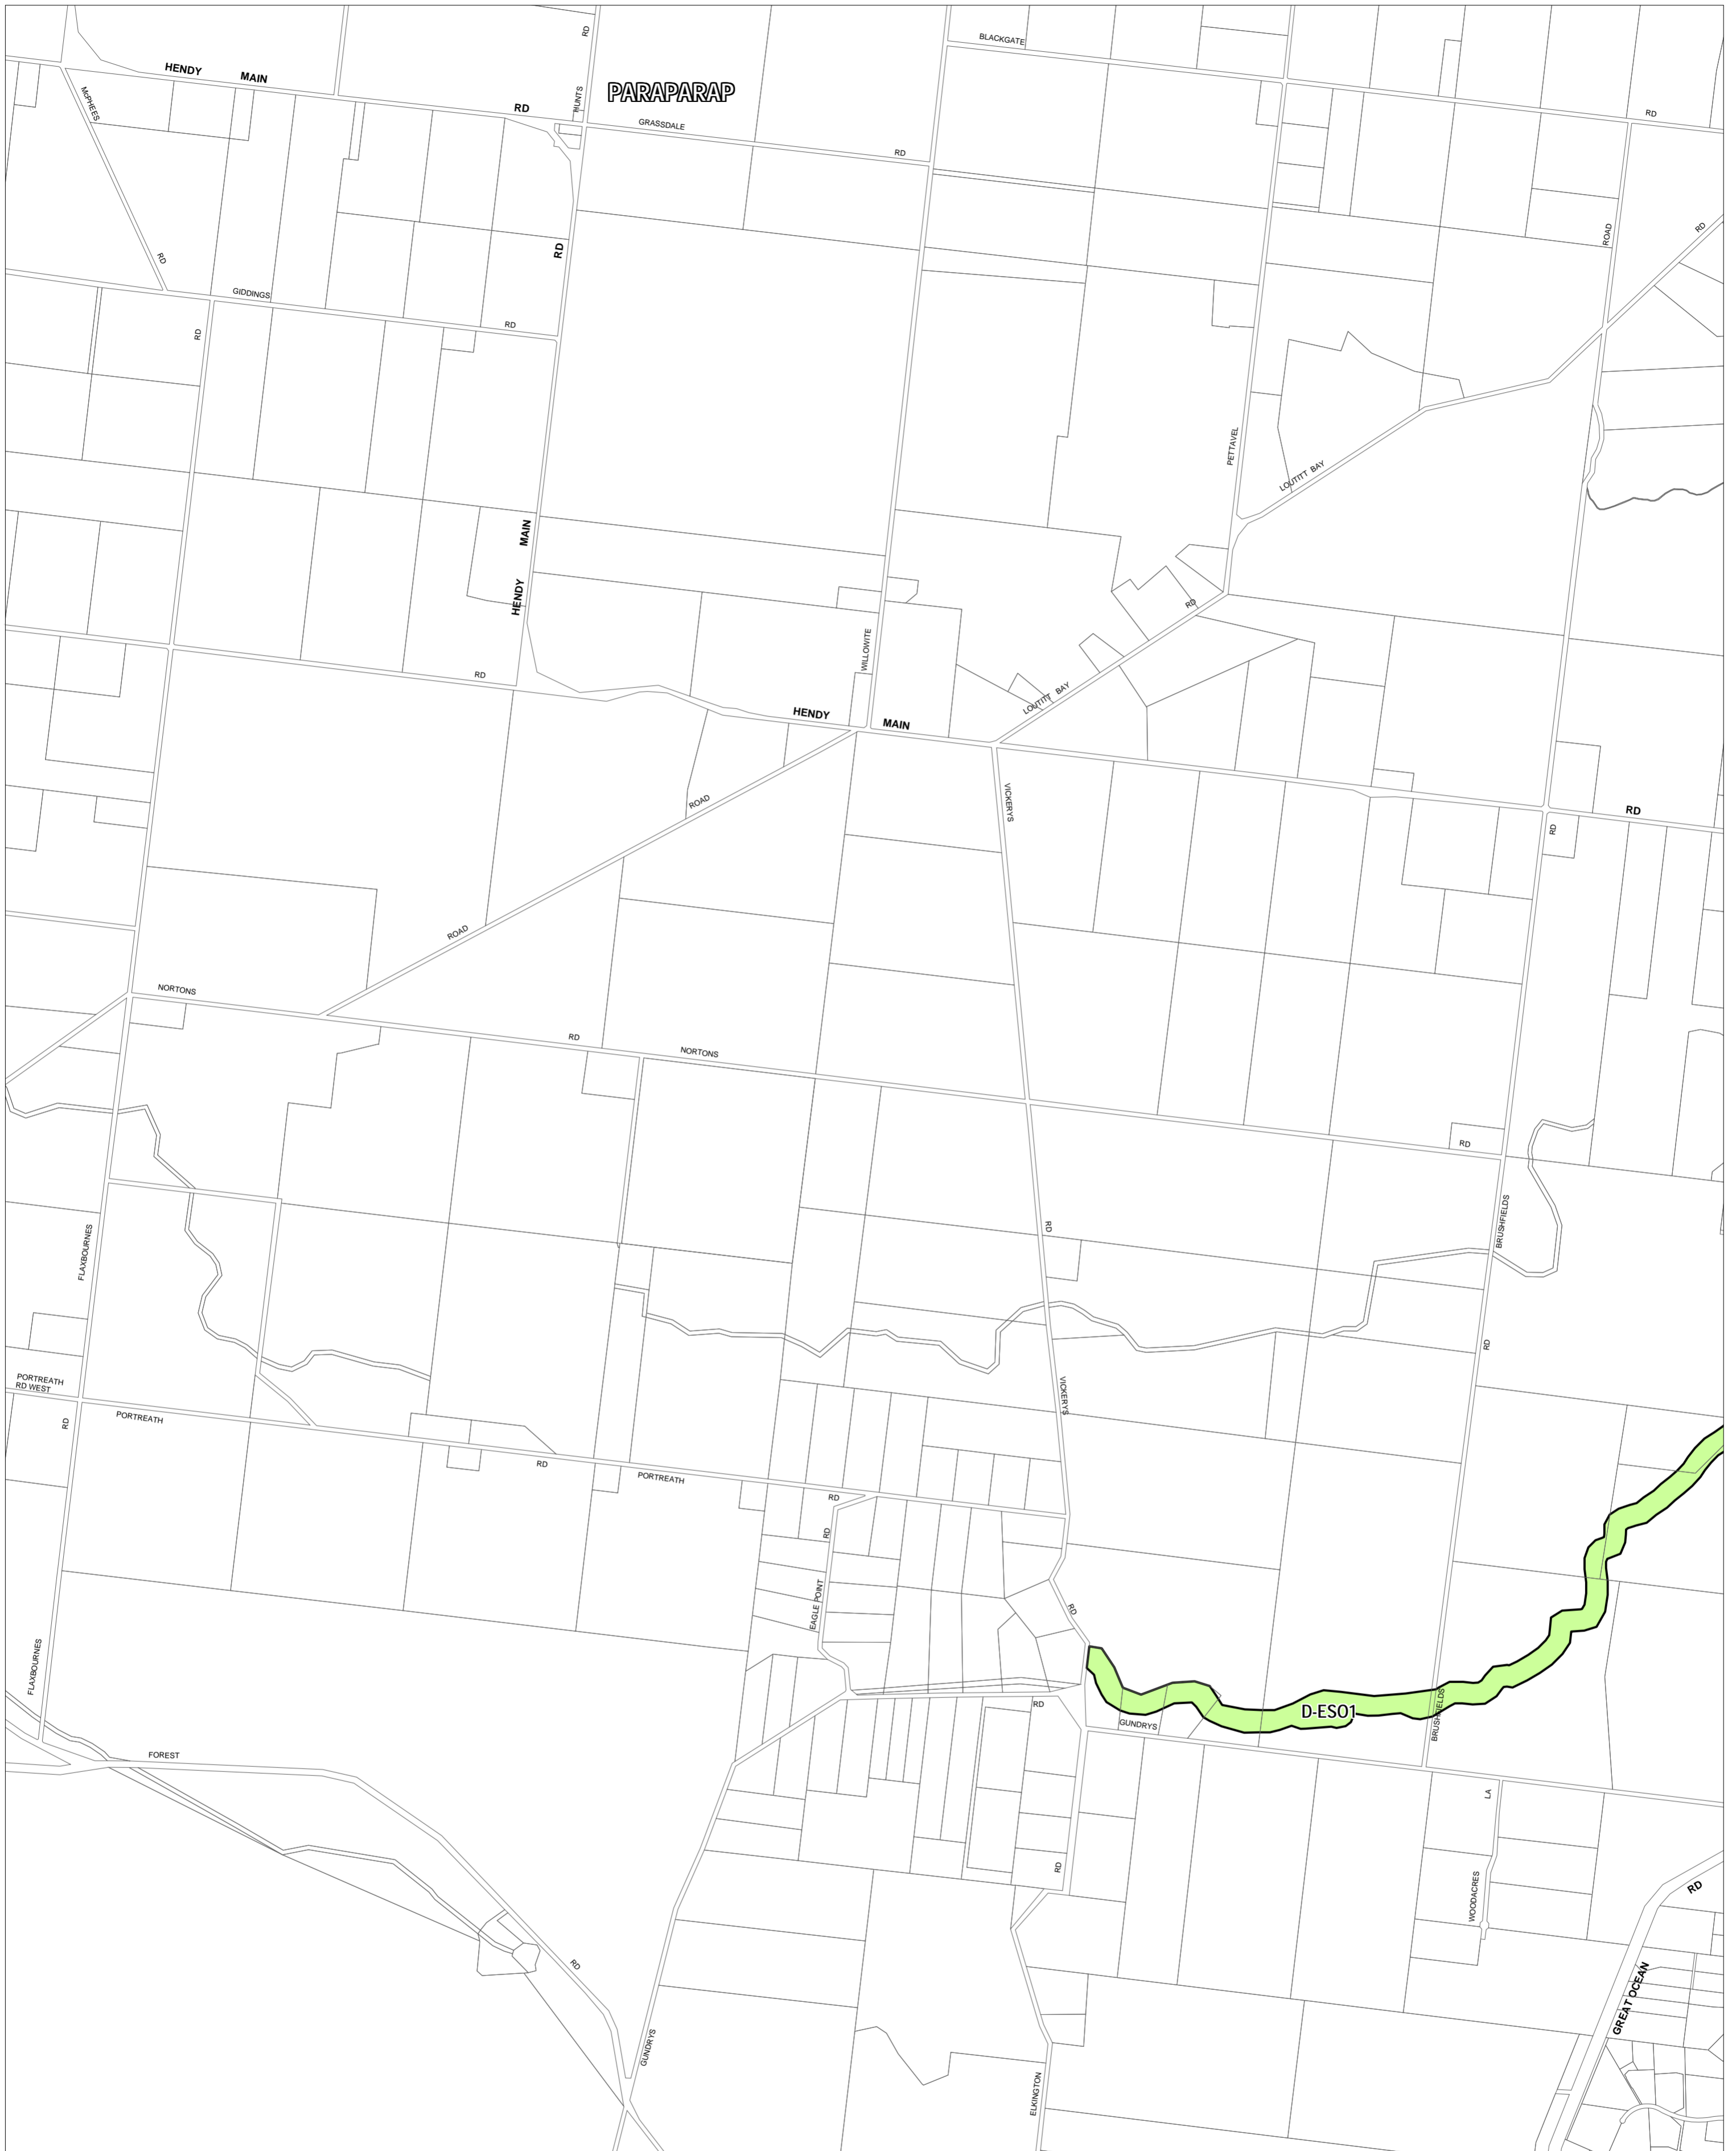 RD
BLACKGATE
HENDY MAIN
RD
PARAPARAP
McPHEES
HUNTS
GRASSDALE
RD
RD
RD
ROAD
RD
RD
GIDDINGS
RD
RD
PETTAVEL
LOUTITT BAY
MAIN
HENDY
RD
WILLOWITE
RD
LOUTITT BAY
HENDY
MAIN
VICKERYS
ROAD
RD
RD
ROAD
NORTONS
RD
NORTONS
RD
BRUSHFIELDS
RD
FLAXBOURNES
RD
PORTREATH
RD WEST
PORTREATH
RD
VICKERYS
RD
PORTREATH
RD
RD
EAGLE POINT
RD
FLAXBOURNES
RD
GUNDRYS
D-ESO1
BRUSHFIELDS
FOREST
LA
WOODACRES
RD
RD
RD
GREAT OCEAN
GUNDRYS
ELKINGTON